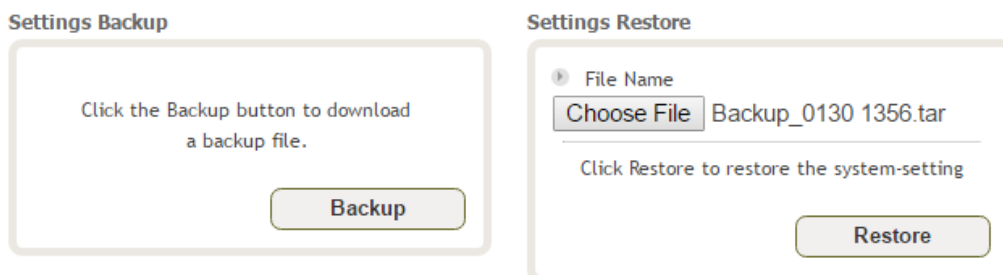 Settings Backup
Click the Backup button to download
a backup file.
Backup
Settings Restore
File Name
Choose File Backup_0130 1356.tar
Click Restore to restore the system-setting
Restore